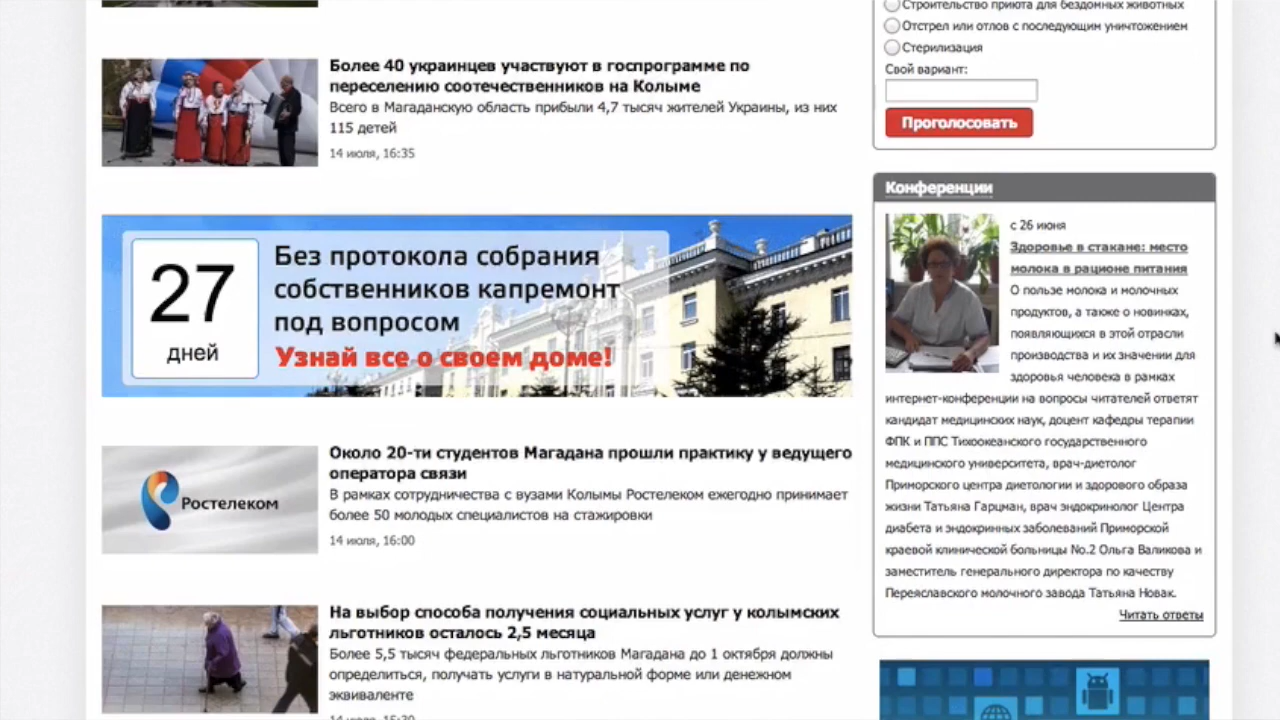 Более 40 украинцев участвуют в госпрограмме по
переселению соотечественников на Колыме
Всего в Магаданскую область прибыли 4,7 тысяч жителей Украины, из них
115 детей
14 июля, 16:35
27
дней
Без протокола собрания
собственников капремонт
под вопросом
Узнай все о своем доме!
Ростелеком
Около 20-ти студентов Магадана прошли практику у ведущего
оператора связи
В рамках сотрудничества с вузами Колымы Ростелеком ежегодно принимает
более 50 молодых специалистов на стажировки
14 июля, 16:00
На выбор способа получения социальных услуг у колымских
льготников осталось 2,5 месяца
Более 5,5 тысяч федеральных льготников Магадана до 1 октября должны
определиться, получать услуги в натуральной форме или денежном
эквиваленте
14 июля, 15:30
Строительство приюта для бездомных животных
Отстрел или отлов с последующим уничтожением
Стерилизация
Свой вариант:
Проголосовать
Конференции
с 26 июня
Здоровье в стакане: место
молока в рационе питания
О пользе молока и молочных
продуктов, а также о новинках,
появляющихся в этой отрасли
производства и их значении для
здоровья человека в рамках
интернет-конференции на вопросы читателей ответят
кандидат медицинских наук, доцент кафедры терапии
ФПК и ППС Тихоокеанского государственного
медицинского университета, врач-диетолог
Приморского центра диетологии и здорового образа
жизни Татьяна Гарцман, врач эндокринолог Центра
диабета и эндокринных заболеваний Приморской
краевой клинической больницы No.2 Ольга Валикова и
заместитель генерального директора по качеству
Переяславского молочного завода Татьяна Новак.
Читать ответы